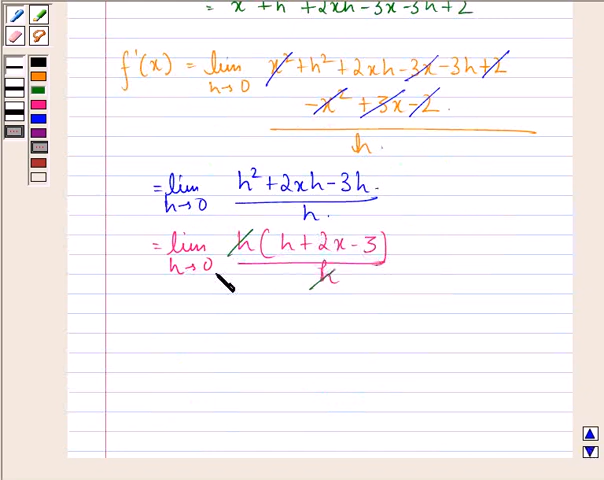 = x² + h² + 2xh - 3x - 3h + 2
f'(x) = lim x² + h² + 2xh - 3x - 3h + 2
h→0 - x² + 3x - 2
h
= lim h² + 2xh - 3h
h→0 h
= lim h ( h + 2x - 3 )
h→0 h